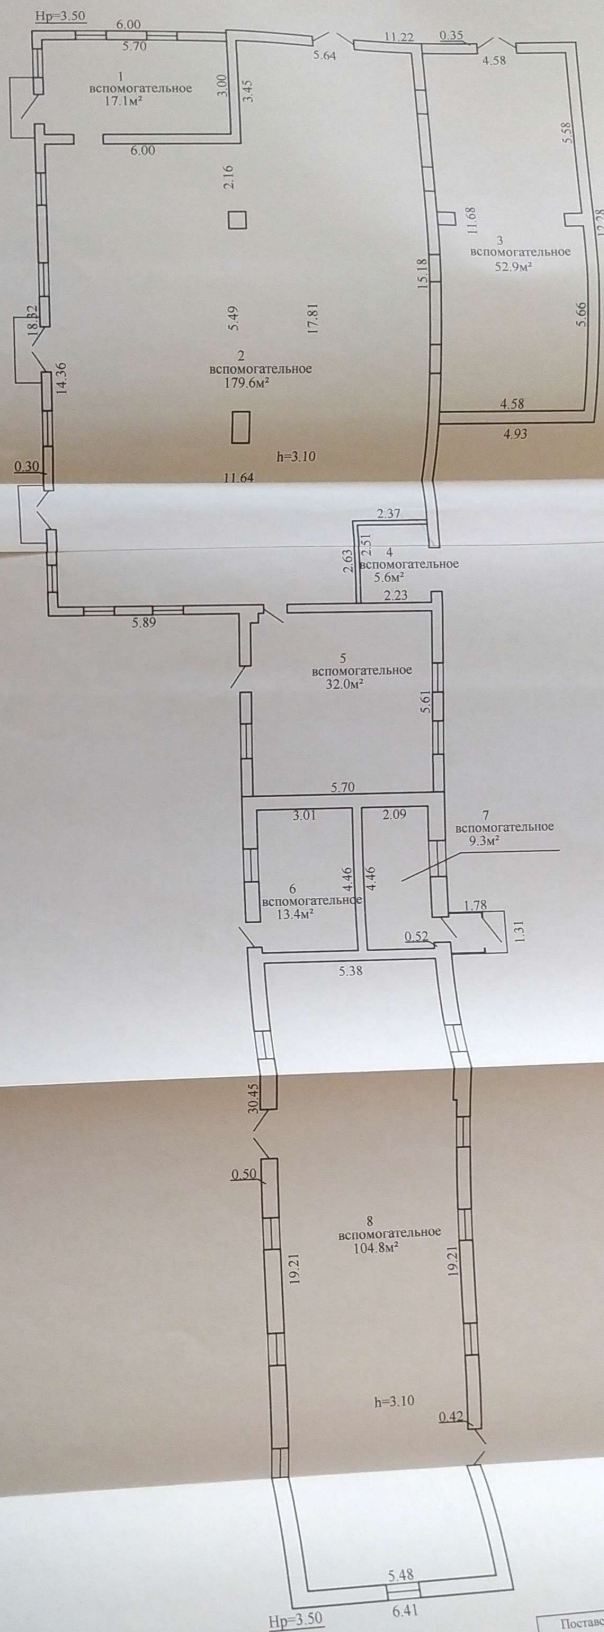 Hр=3.50
6.00
5.70
5.64
11.22
0.35
4.58
1
вспомогательное
17.1м²
3.00
3.45
6.00
5.58
2.16
11.68
12.28
3
вспомогательное
52.9м²
15.18
5.66
18.32
14.36
5.49
17.81
2
вспомогательное
179.6м²
4.58
4.93
h=3.10
0.30
11.64
2.37
2.63
2.51
4
вспомогательное
5.6м²
2.23
5.89
5
вспомогательное
32.0м²
5.61
5.70
3.01
2.09
7
вспомогательное
9.3м²
4.46
4.46
6
вспомогательное
13.4м²
1.78
1.31
0.52
5.38
30.45
0.50
8
вспомогательное
104.8м²
19.21
19.21
h=3.10
0.42
5.48
6.41
Hр=3.50